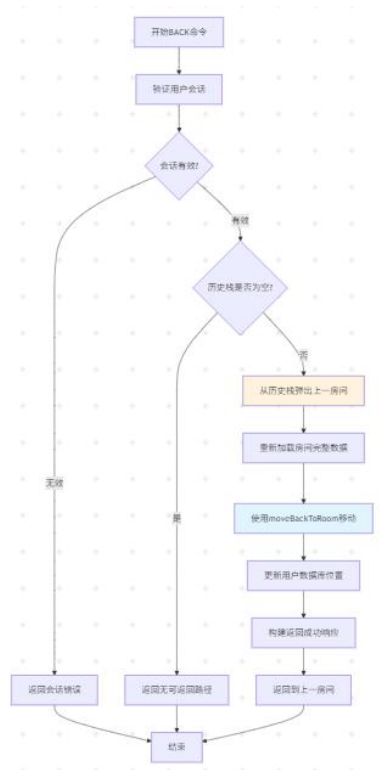 开始BACK命令
验证用户会话
会话有效?
有效
历史栈是否为空?
否
从历史栈弹出上一房间
重新加载房间完整数据
无效
是
使用moveBackToRoom移动
更新用户数据库位置
构建返回成功响应
返回会话错误
返回无可返回路径
返回到上一房间
结束